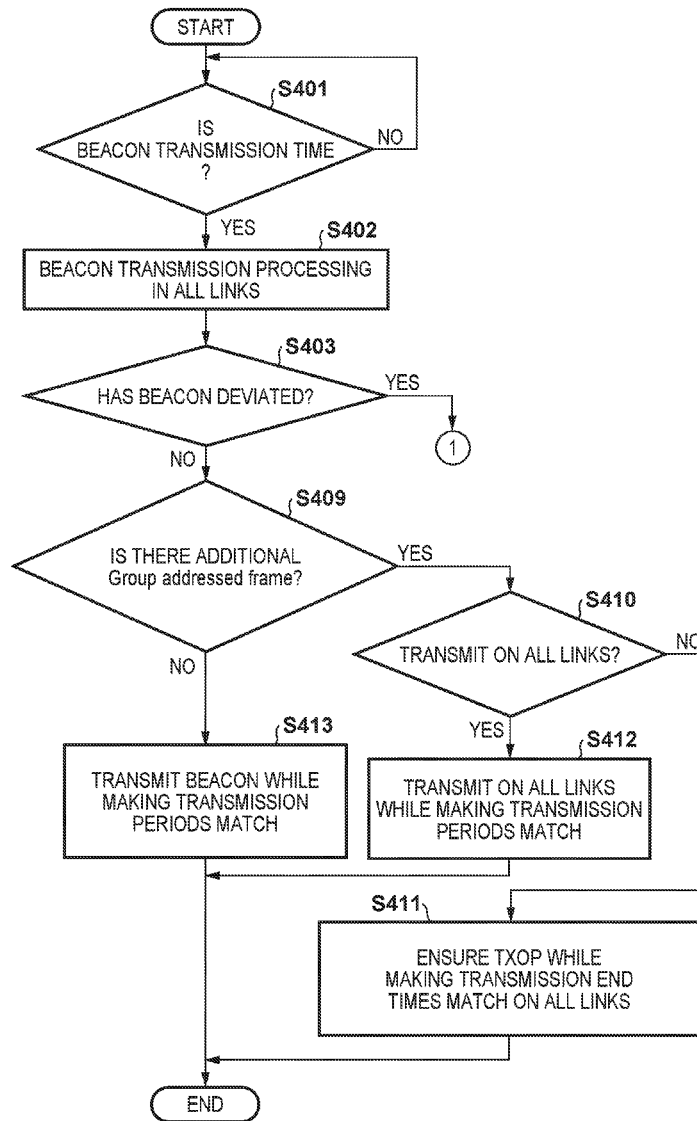 START
S401
IS
BEACON TRANSMISSION TIME
?
NO
YES
S402
BEACON TRANSMISSION PROCESSING
IN ALL LINKS
S403
HAS BEACON DEVIATED?
YES
1
NO
S409
IS THERE ADDITIONAL
Group addressed frame?
YES
S410
TRANSMIT ON ALL LINKS?
NO
NO
YES
S413
TRANSMIT BEACON WHILE
MAKING TRANSMISSION
PERIODS MATCH
S412
TRANSMIT ON ALL LINKS
WHILE MAKING TRANSMISSION
PERIODS MATCH
S411
ENSURE TXOP WHILE
MAKING TRANSMISSION END
TIMES MATCH ON ALL LINKS
END